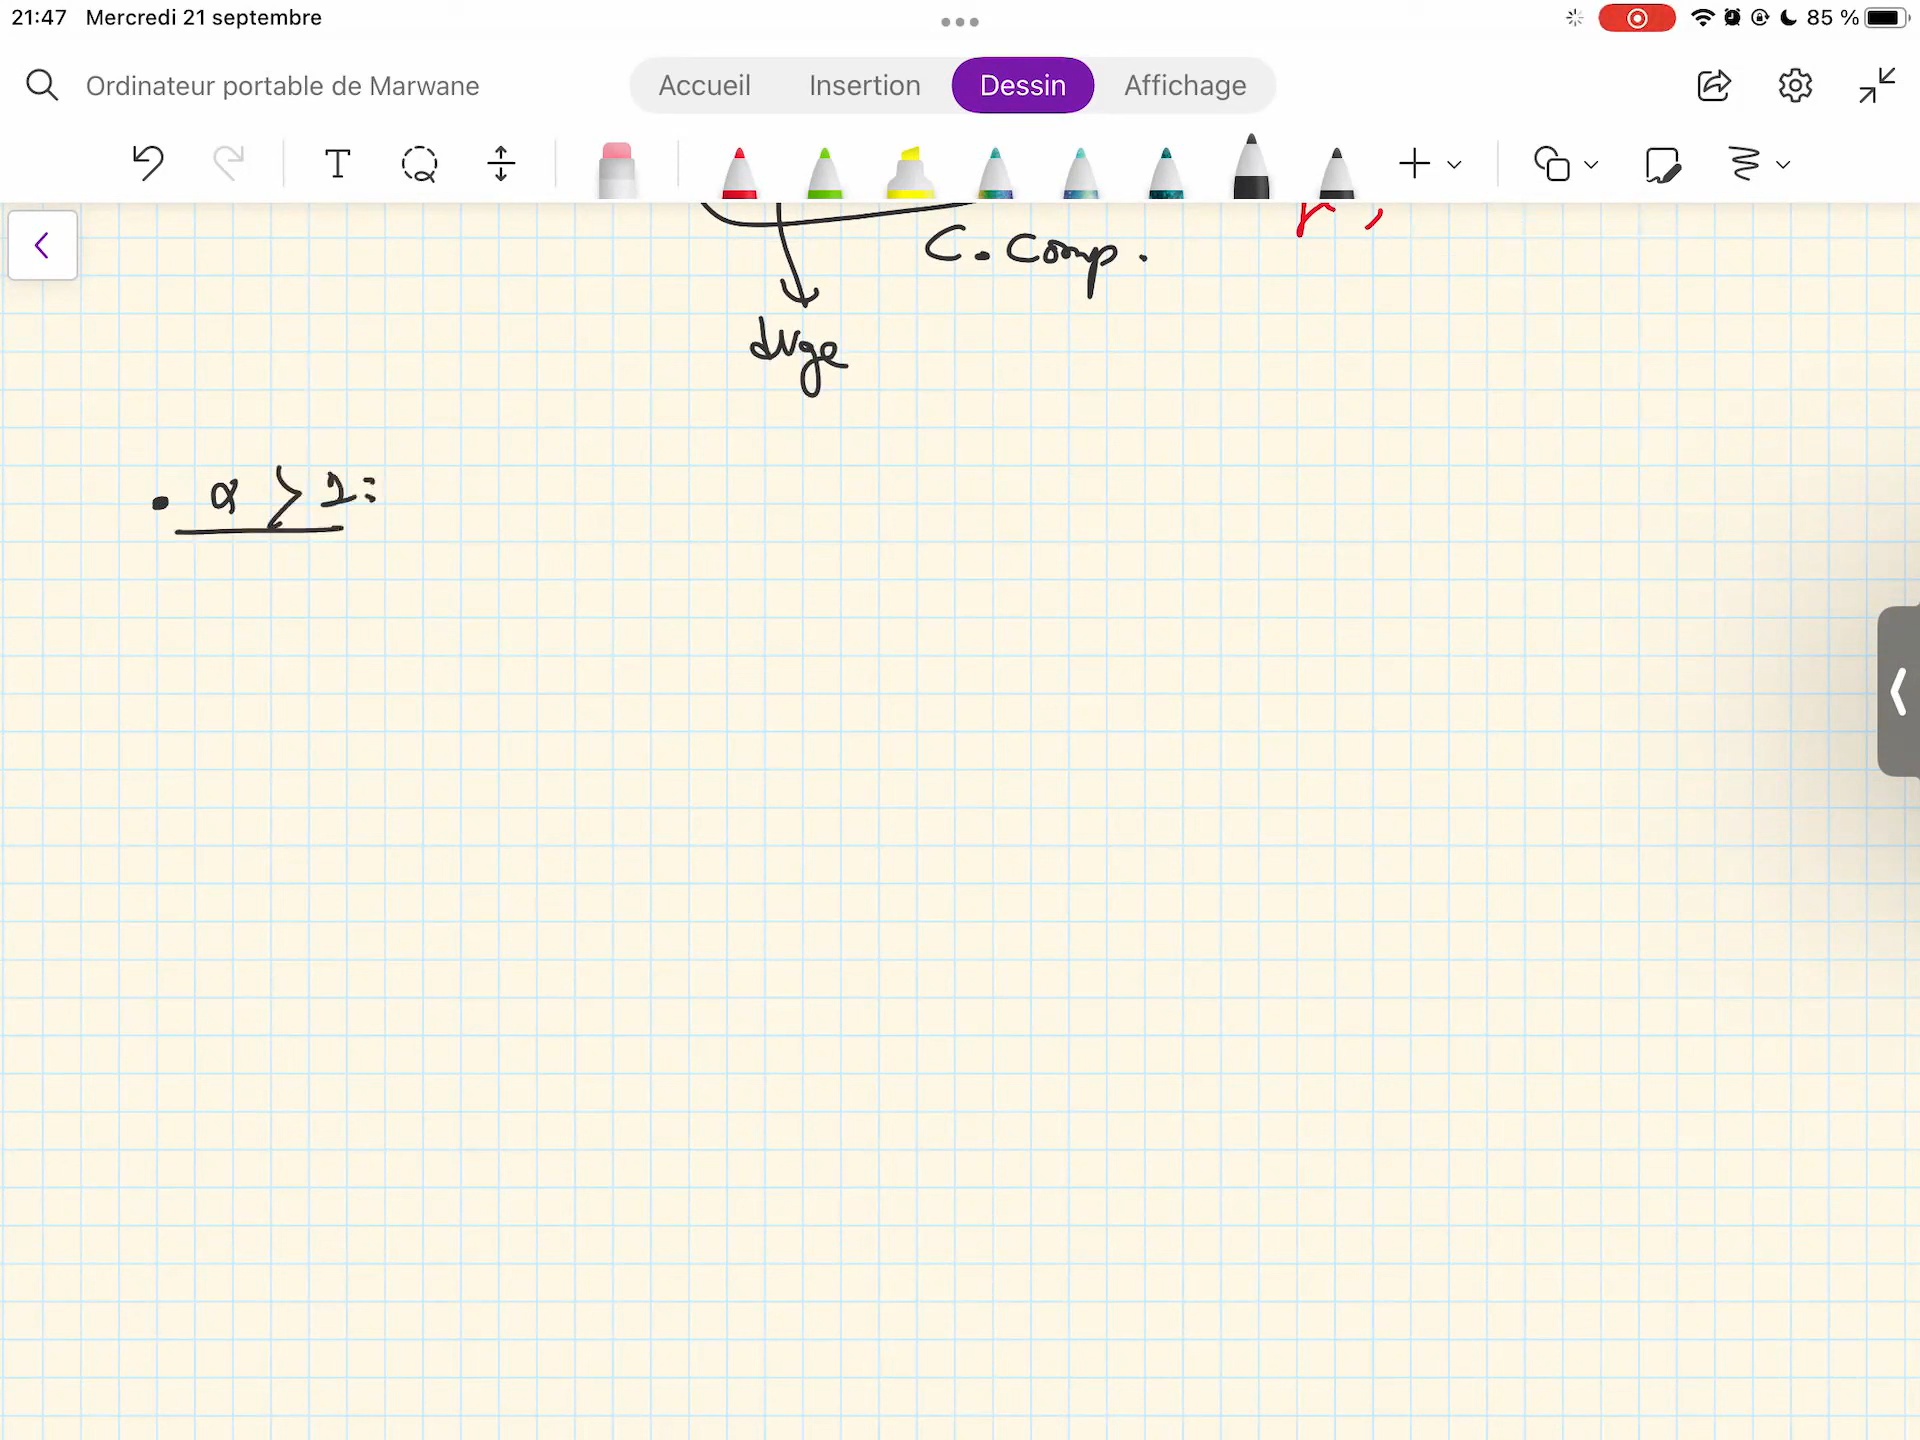 21:47 Mercredi 21 septembre 85 %
Ordinateur portable de Marwane Accueil Insertion Dessin Affichage
T
C. Comp.
dvge
• α > 1: